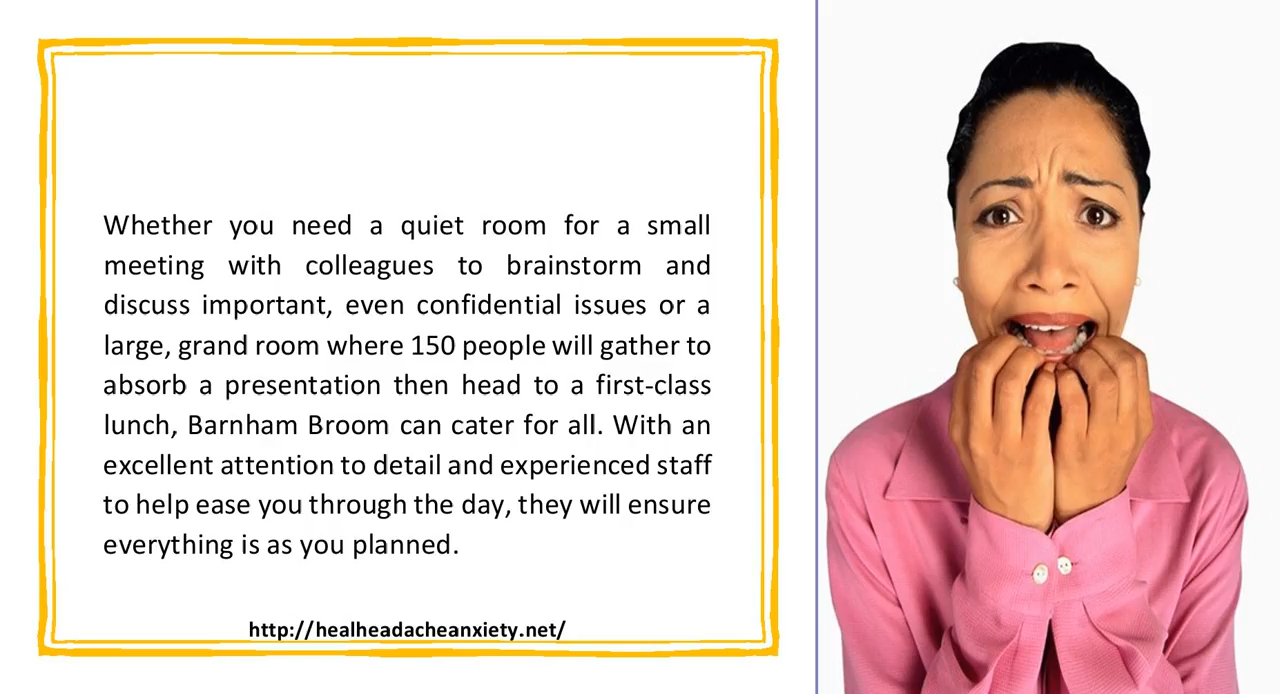 Whether you need a quiet room for a small
meeting with colleagues to brainstorm and
discuss important, even confidential issues or a
large, grand room where 150 people will gather to
absorb a presentation then head to a first-class
lunch, Barnham Broom can cater for all. With an
excellent attention to detail and experienced staff
to help ease you through the day, they will ensure
everything is as you planned.
http://healheadacheanxiety.net/